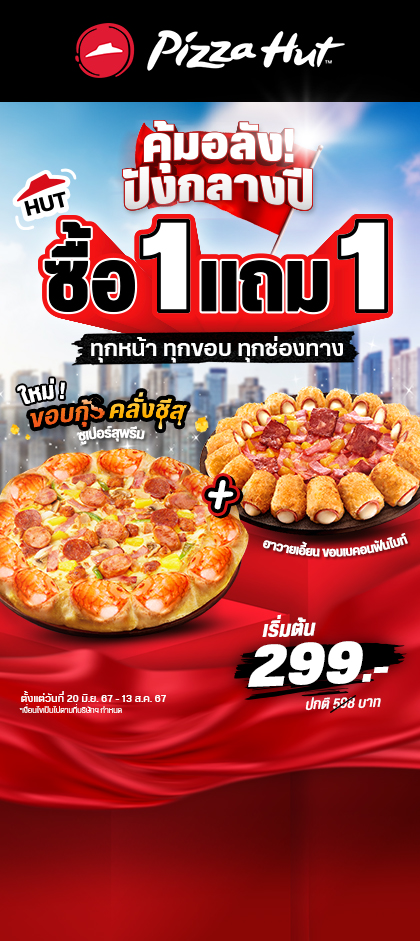 Pizza Hut
คุ้มอลัง!
ปังกลางปี
HUT
ซื้อ 1 แถม 1
ทุกหน้า ทุกขอบ ทุกช่องทาง
ใหม่!
ขอบกุ้ง คลั่งชีส
ซูเปอร์สุพรีม
+
ฮาวายเอี้ยน ขอบเบคอนฟันไบท์
เริ่มต้น
299.-
ปกติ 598 บาท
ตั้งแต่วันที่ 20 มิ.ย. 67 - 13 ส.ค. 67
*เงื่อนไขเป็นไปตามที่บริษัทฯ กำหนด